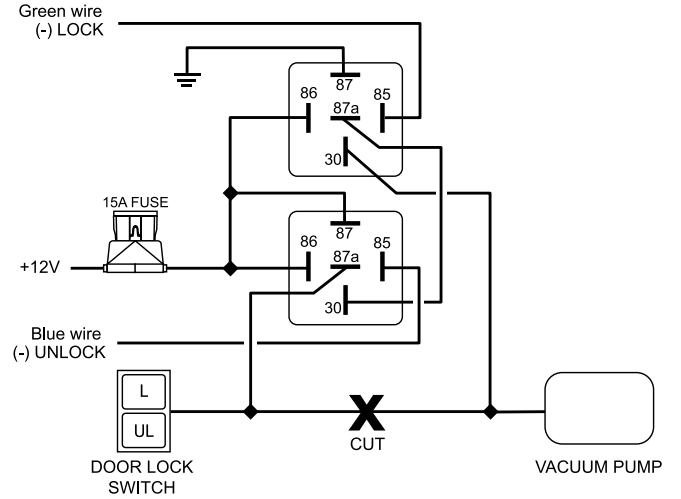 Green wire
(-) LOCK
87
86
87a
85
30
15A FUSE
87
86
87a
85
+12V
30
Blue wire
(-) UNLOCK
L
UL
X
CUT
DOOR LOCK
SWITCH
VACUUM PUMP